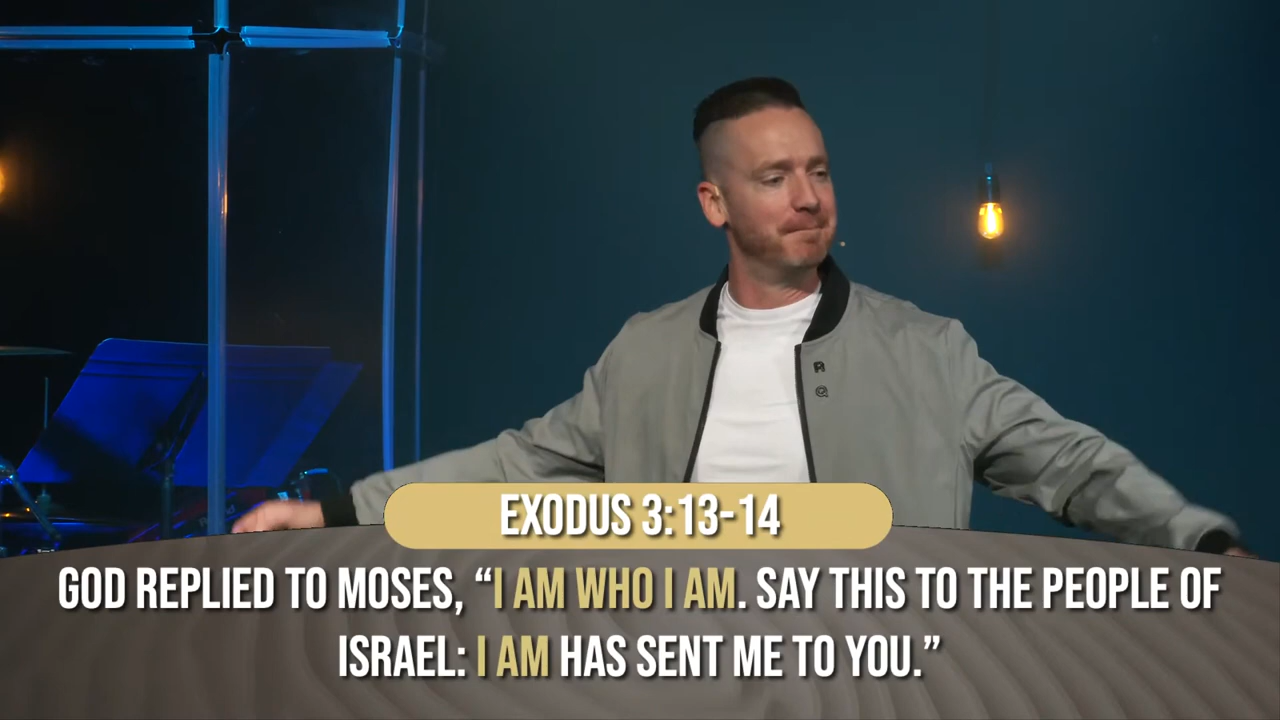 EXODUS 3:13-14
GOD REPLIED TO MOSES, “I AM WHO I AM. SAY THIS TO THE PEOPLE OF
ISRAEL: I AM HAS SENT ME TO YOU.”